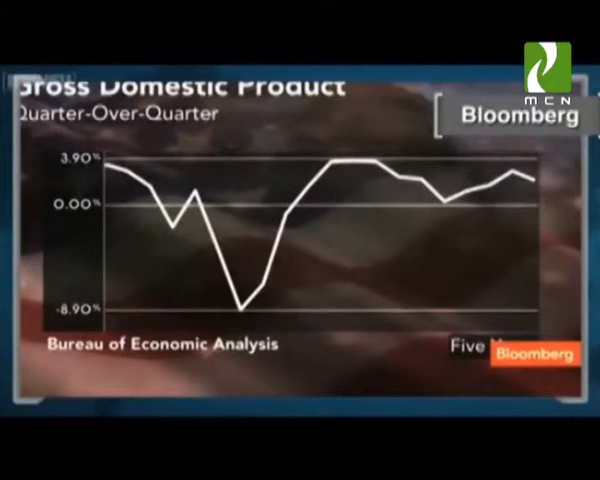 Gross Domestic Product
Quarter-Over-Quarter
MCN
Bloomberg
3.90%
0.00%
-8.90%
Bureau of Economic Analysis
Five
Bloomberg